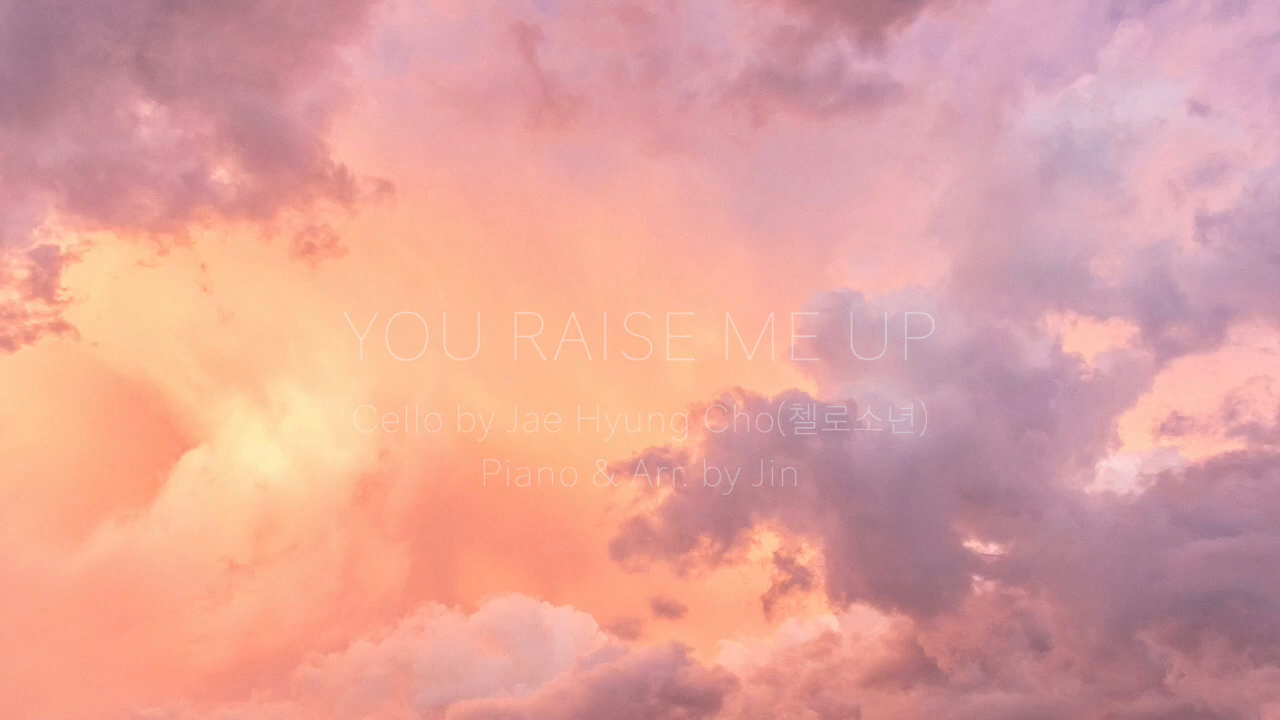 YOU RAISE ME UP
Cello by Jae Hyung Cho(첼로소년)
Piano & Arr. by Jin